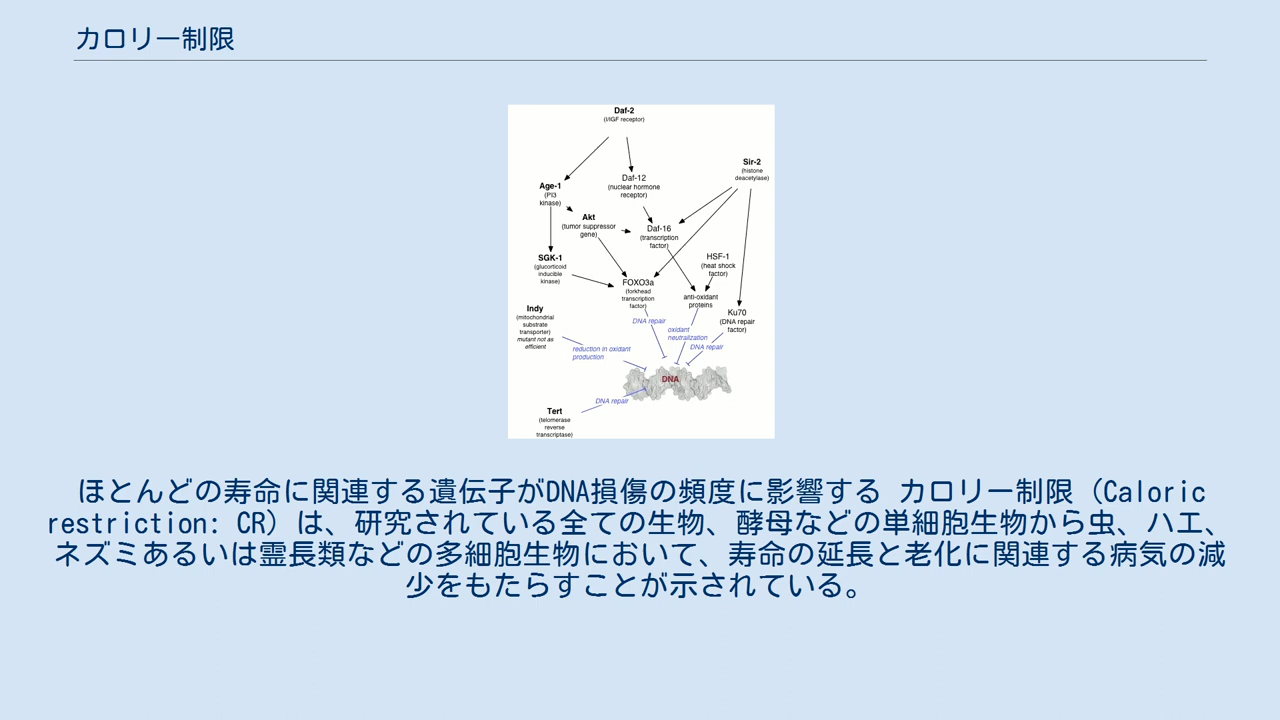 カロリー制限
Daf-2
(I/IGF receptor)
Sir-2
(histone
deacetylase)
Daf-12
(nuclear hormone
receptor)
Age-1
(PI3
kinase)
Akt
(tumor suppressor
gene)
Daf-16
(transcription
factor)
SGK-1
(glucorticoid
inducible
kinase)
HSF-1
(heat shock
factor)
FOXO3a
(forkhead
transcription
factor)
anti-oxidant
proteins
Ku70
(DNA repair
factor)
Indy
(mitochondrial
substrate
transporter)
mutant not as
efficient
DNA repair
oxidant
neutralization
DNA repair
reduction in oxidant
production
DNA
DNA repair
Tert
(telomerase
reverse
transcriptase)
ほとんどの寿命に関連する遺伝子がDNA損傷の頻度に影響する カロリー制限（Caloric
restriction: CR）は、研究されている全ての生物、酵母などの単細胞生物から虫、ハエ、
ネズミあるいは霊長類などの多細胞生物において、寿命の延長と老化に関連する病気の減
少をもたらすことが示されている。